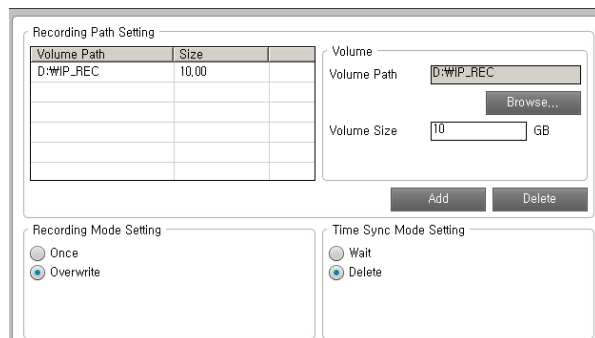 Recording Path Setting
Volume Path Size
D:₩IP_REC 10,00
Volume
Volume Path D:₩IP_REC
Browse,,,
Volume Size 10 GB
Add Delete
Recording Mode Setting
Once
Overwrite
Time Sync Mode Setting
Wait
Delete